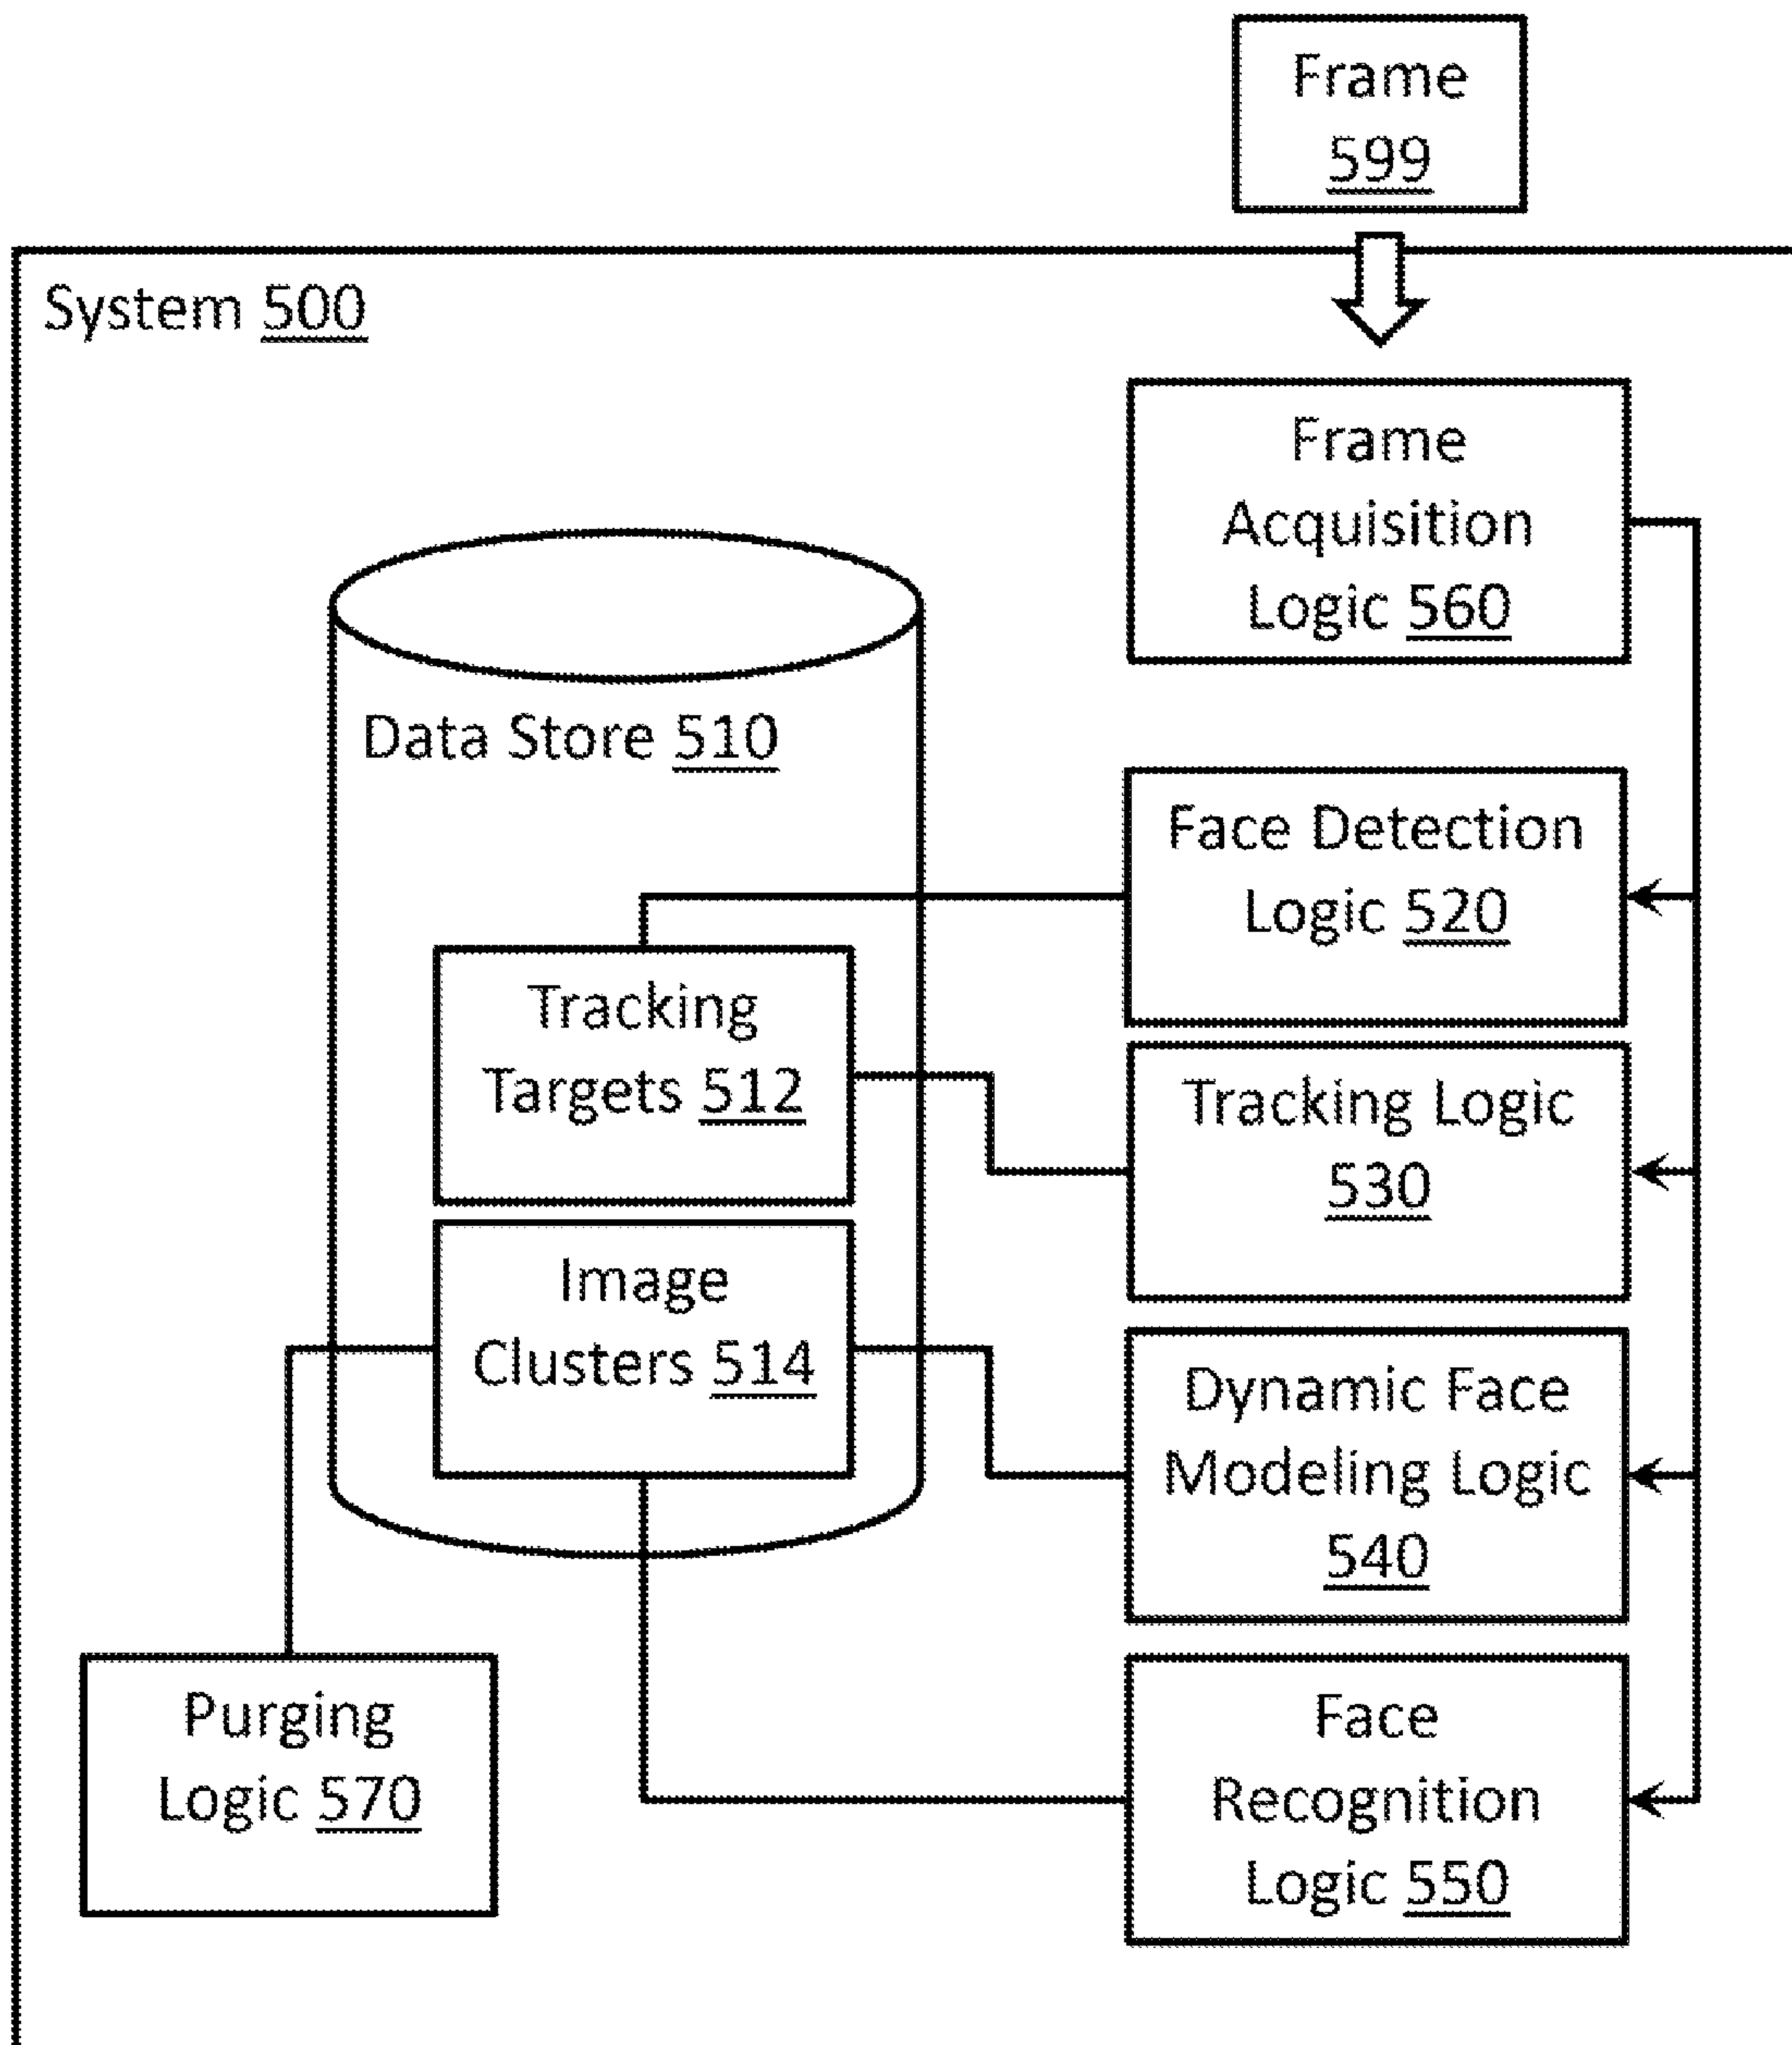 Frame
599
System 500
Frame
Acquisition
Logic 560
Data Store 510
Face Detection
Logic 520
Tracking
Targets 512
Tracking Logic
530
Image
Clusters 514
Dynamic Face
Modeling Logic
540
Purging
Logic 570
Face
Recognition
Logic 550